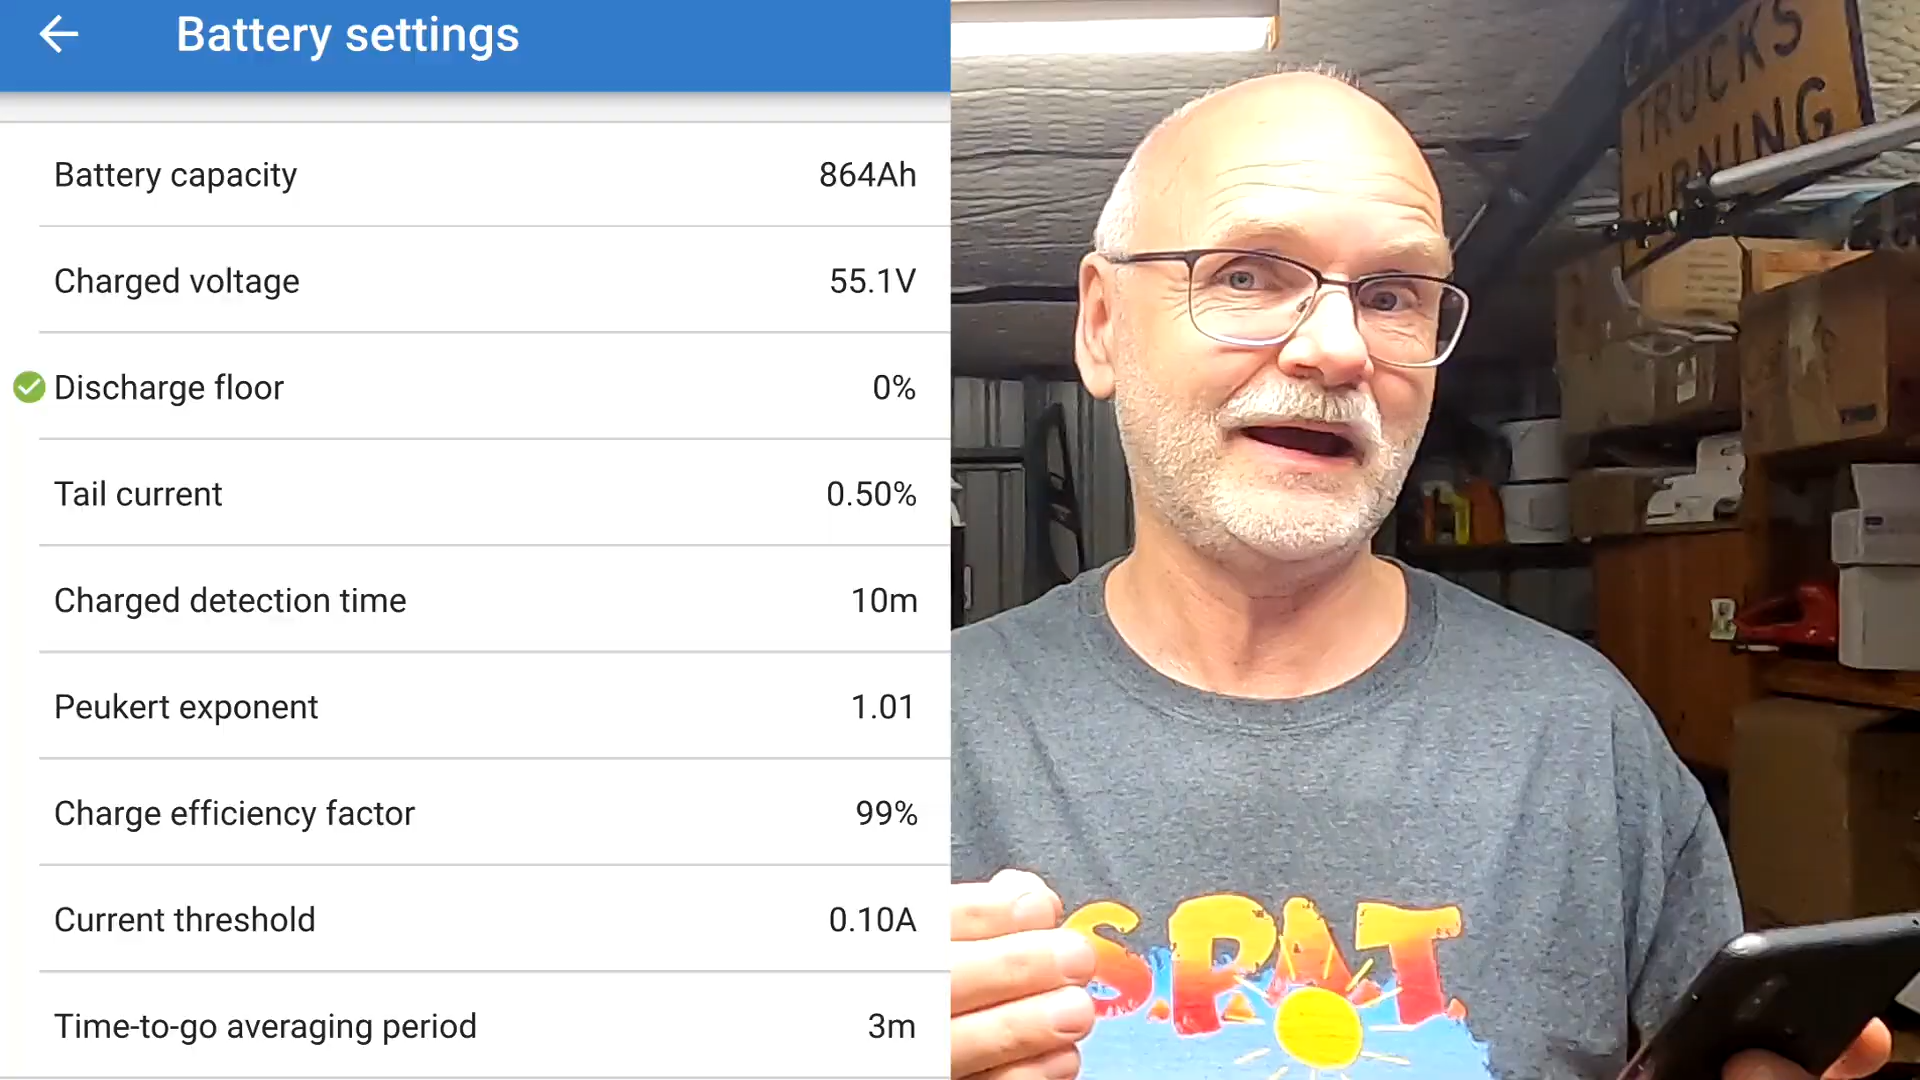 Battery settings
Battery capacity 864Ah
Charged voltage 55.1V
Discharge floor 0%
Tail current 0.50%
Charged detection time 10m
Peukert exponent 1.01
Charge efficiency factor 99%
Current threshold 0.10A
Time-to-go averaging period 3m
TRUCKS
TURNING
S.P.A.T.